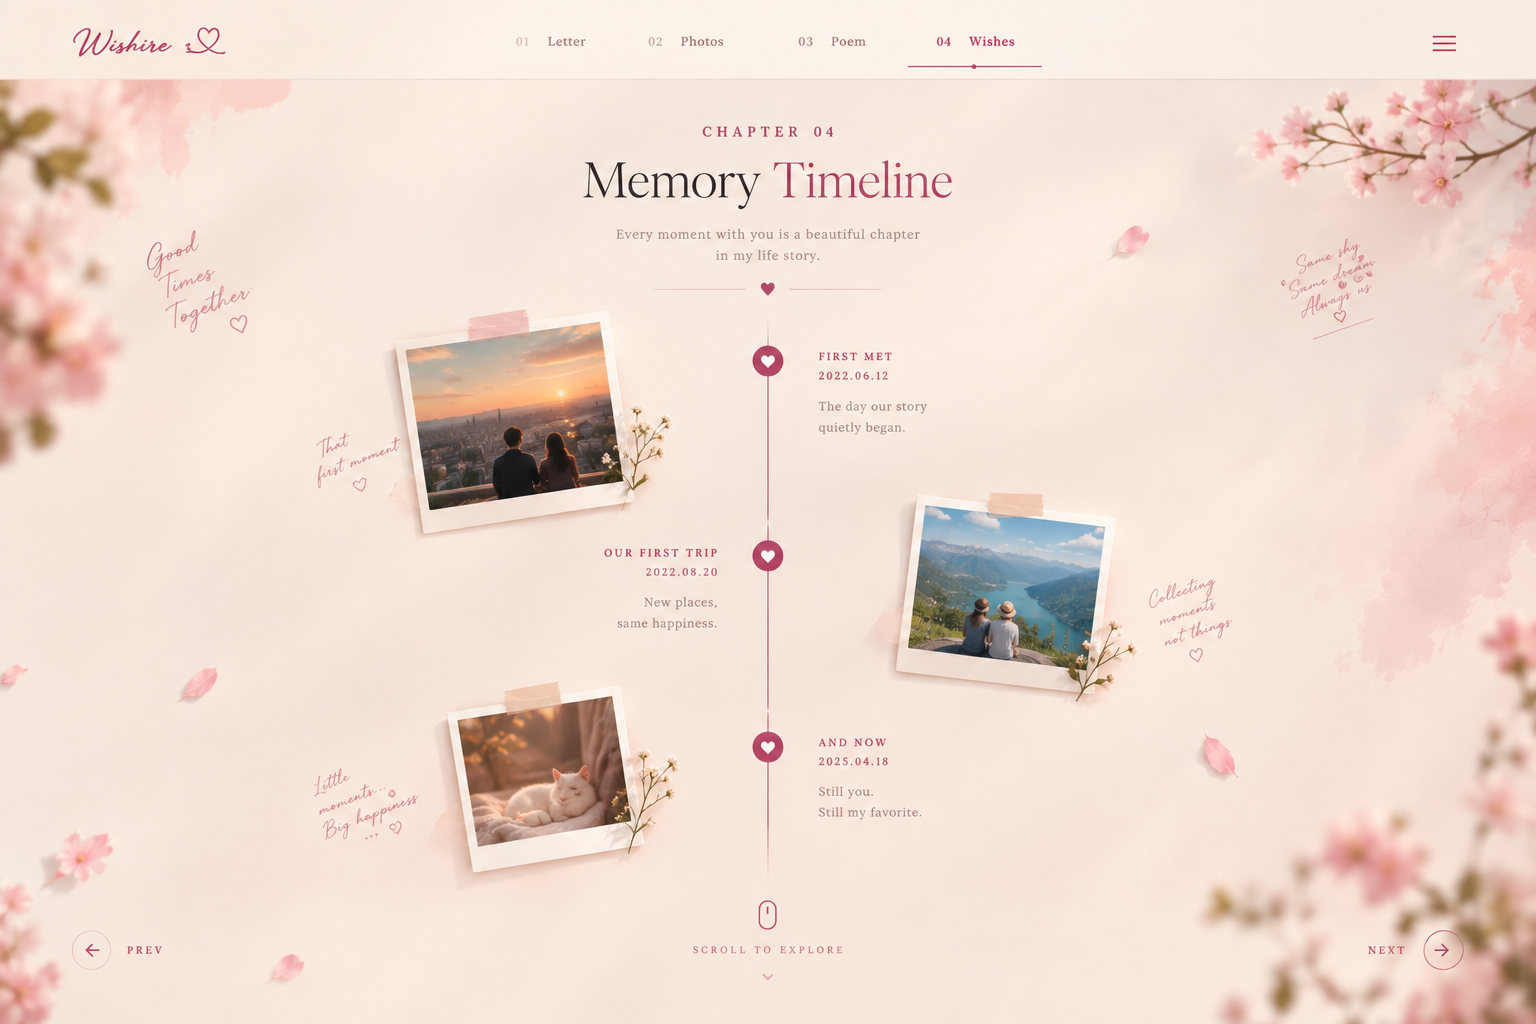 Wishire
01 Letter
02 Photos
03 Poem
04 Wishes
CHAPTER 04
Memory Timeline
Every moment with you is a beautiful chapter
in my life story.
Good
Times
Together
Same sky
Same dream
Always us
That
first moment
FIRST MET
2022.06.12
The day our story
quietly began.
OUR FIRST TRIP
2022.08.20
New places,
same happiness.
Collecting
moments
not things
Little
moments...
Big happiness
AND NOW
2025.04.18
Still you.
Still my favorite.
PREV
SCROLL TO EXPLORE
NEXT